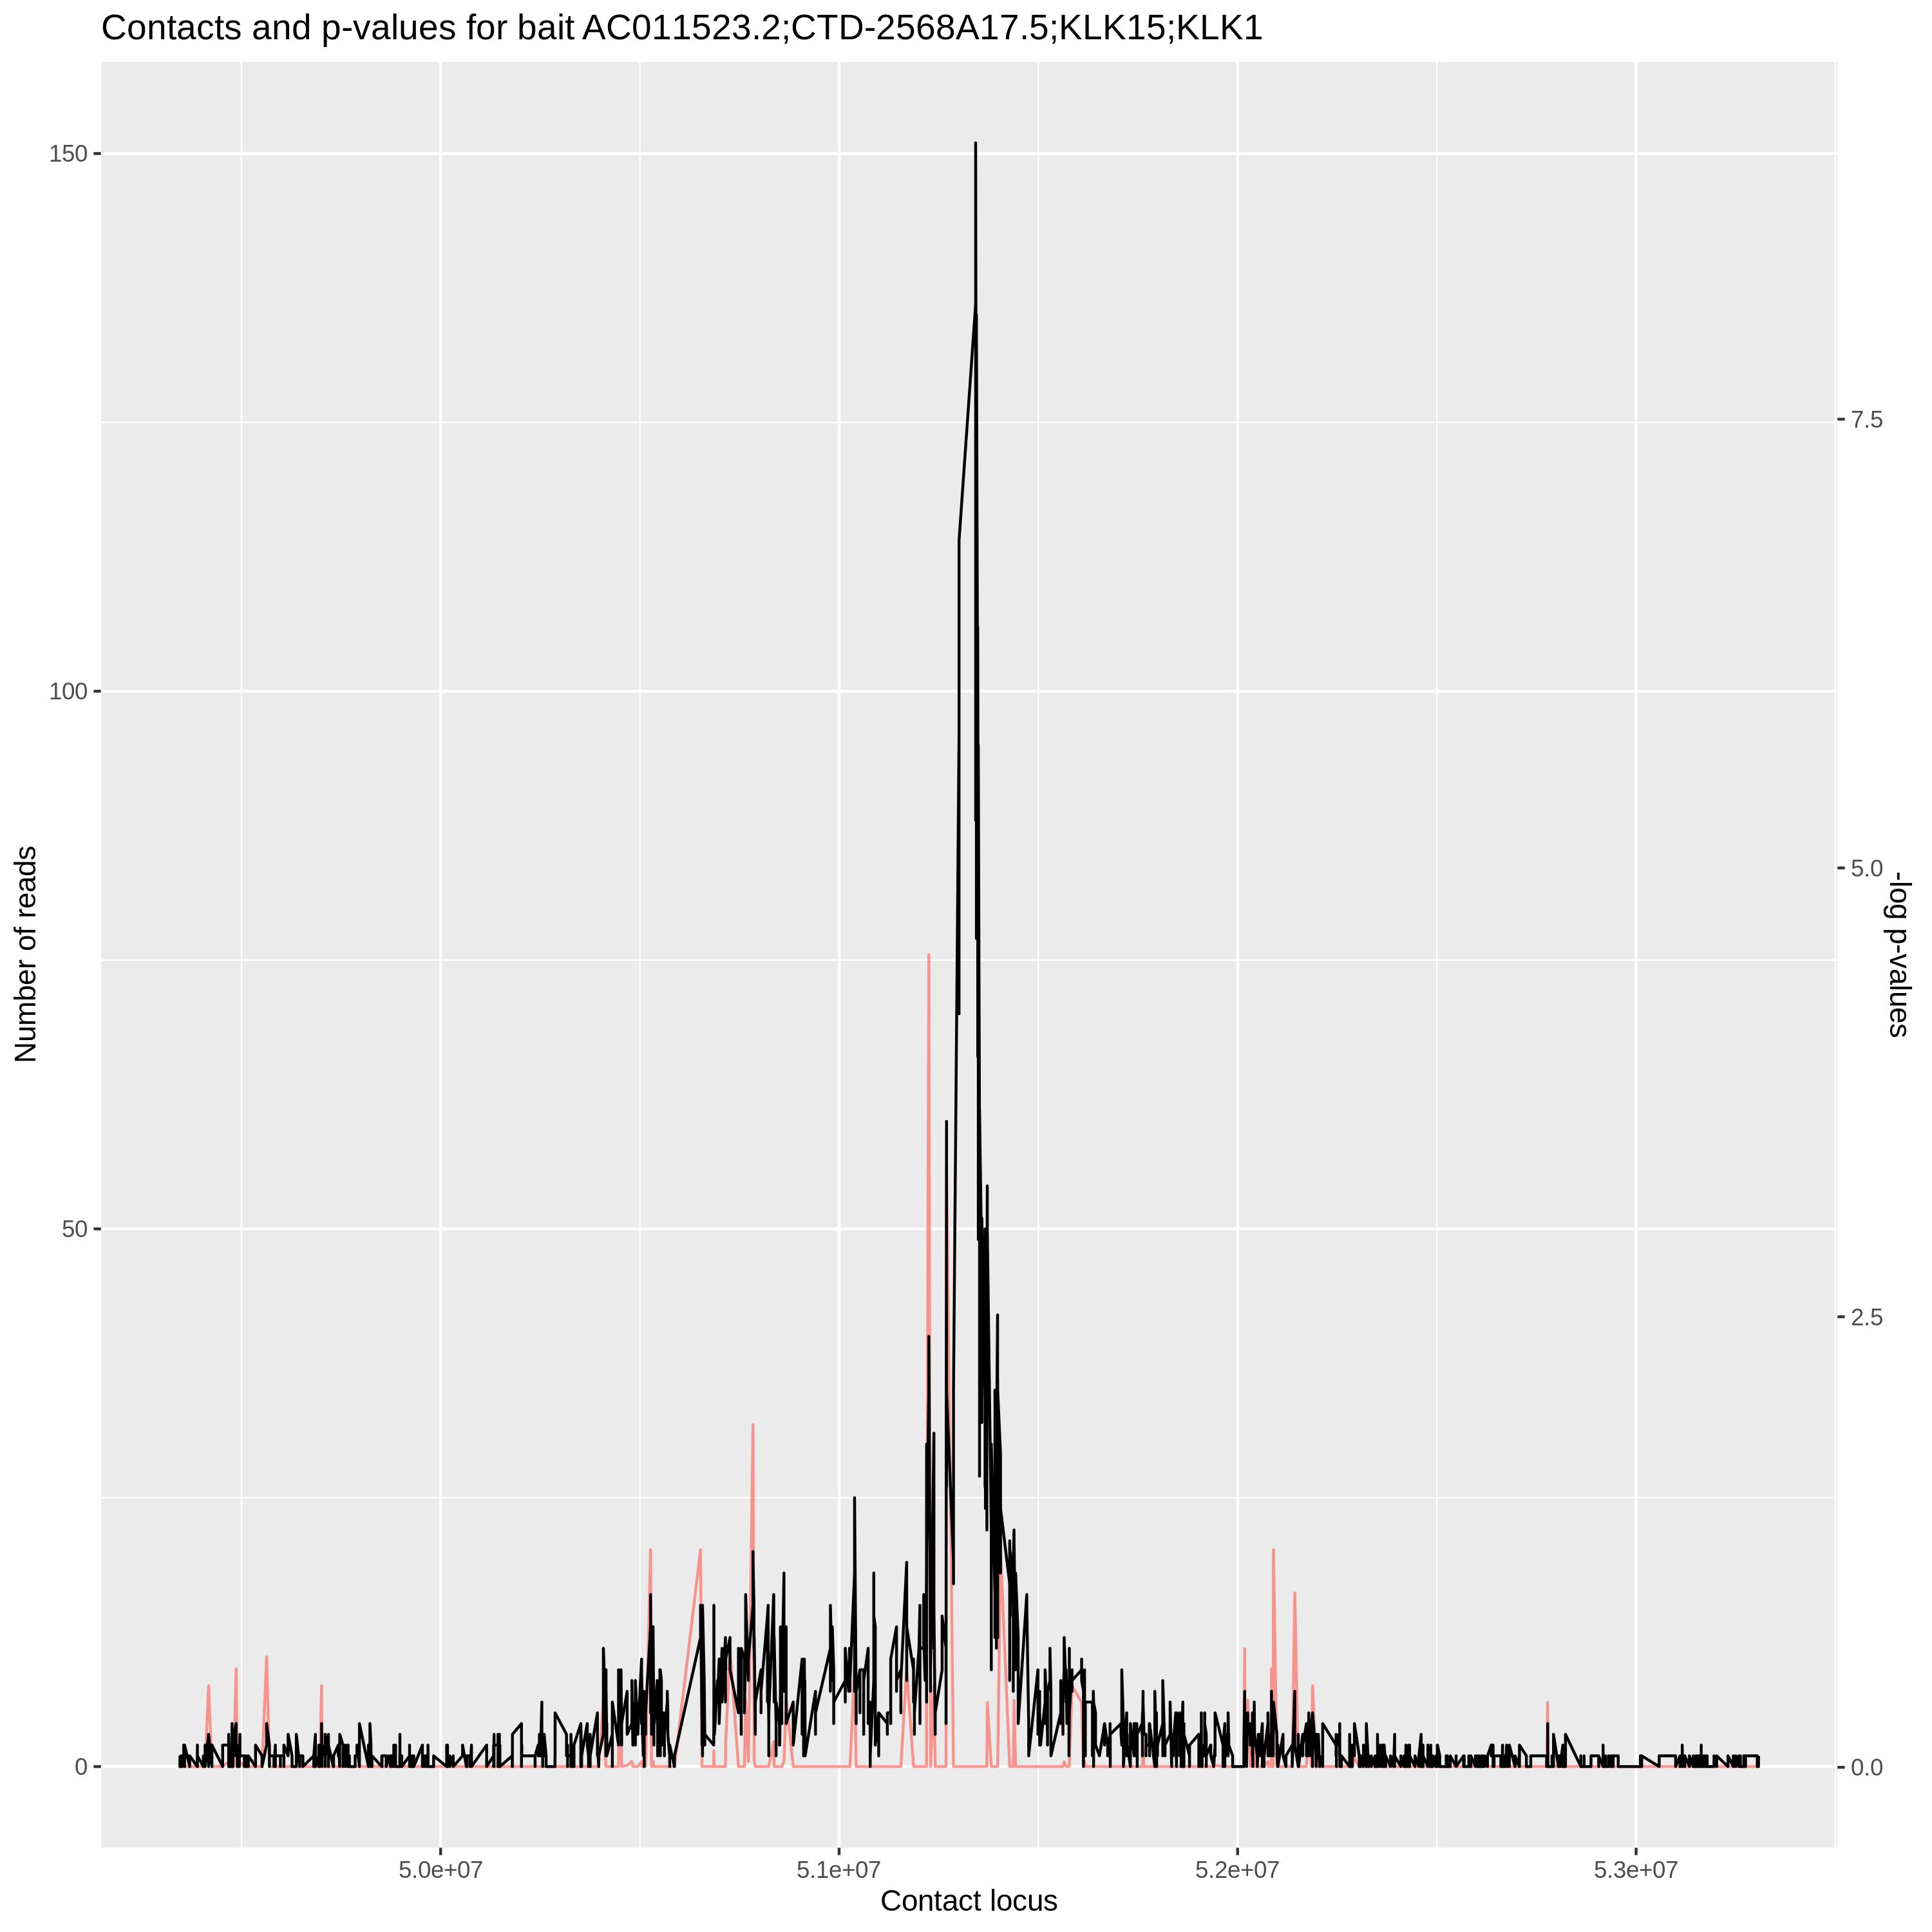 Contacts and p-values for bait AC011523.2;CTD-2568A17.5;KLK15;KLK1
150
100
50
0
Number of reads
7.5
5.0
2.5
0.0
-log p-values
5.0e+07
5.1e+07
5.2e+07
5.3e+07
Contact locus